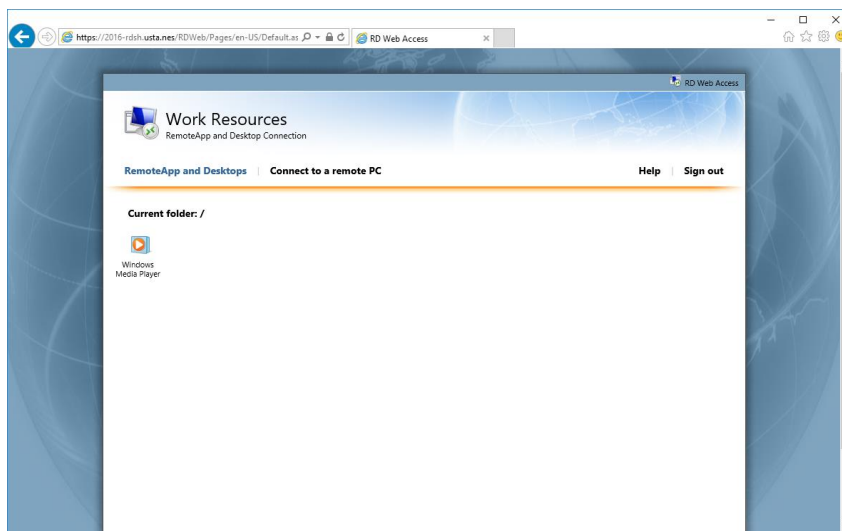 https://2016-rdsh.usta.nes/RDWeb/Pages/en-US/Default.as
RD Web Access
RD Web Access
Work Resources
RemoteApp and Desktop Connection
RemoteApp and Desktops
Connect to a remote PC
Help
Sign out
Current folder: /
Windows
Media Player